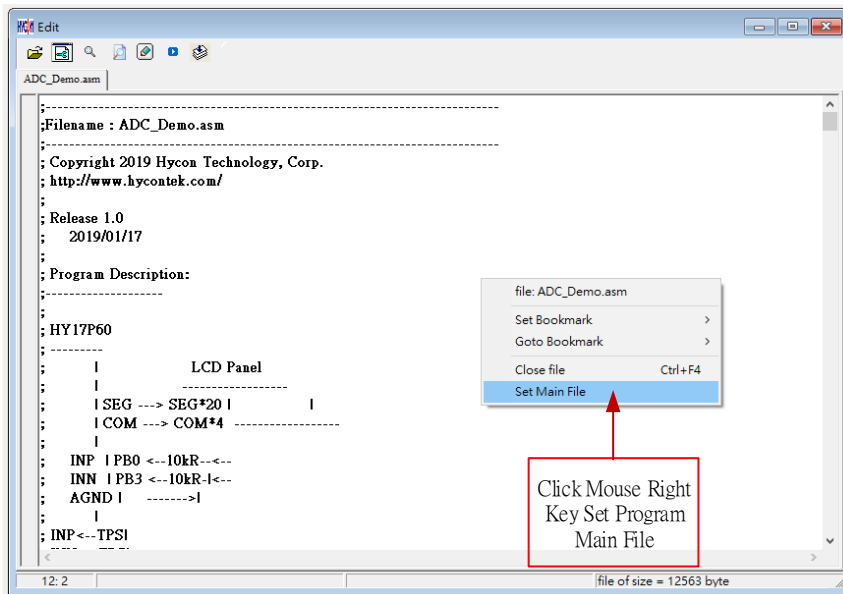 HYCON Edit
ADC_Demo.asm
;-----------------------------------------------------------------------------
;Filename : ADC_Demo.asm
;-----------------------------------------------------------------------------
; Copyright 2019 Hycon Technology, Corp.
; http://www.hycontek.com/
;
; Release 1.0
;    2019/01/17
;
; Program Description:
;--------------------
;
; HY17P60
; ---------
;        |                LCD Panel
;        |              ------------------
;        | SEG ---> SEG*20 |             |
;        | COM ---> COM*4  ------------------
;        |
;    INP  | PB0 <--10kR--<--
;    INN  | PB3 <--10kR-|<--
;    AGND |    ------->|
;        |
; INP<--TPS|
file: ADC_Demo.asm
Set Bookmark >
Goto Bookmark >
Close file Ctrl+F4
Set Main File
Click Mouse Right
Key Set Program
Main File
12: 2 file of size = 12563 byte